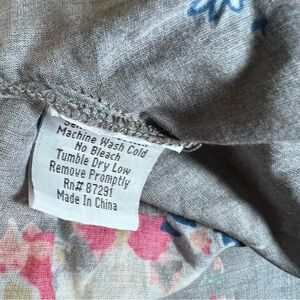 Machine Wash Cold
No Bleach
Tumble Dry Low
Remove Promptly
Rn# 87291
Made In China